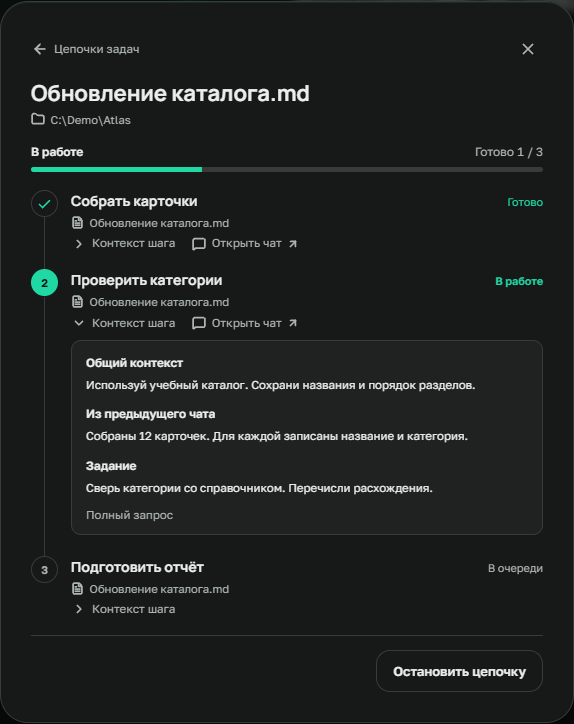 Цепочки задач
Обновление каталога.md
C:\Demo\Atlas
В работе
Готово 1 / 3
Собрать карточки
Готово
Обновление каталога.md
Контекст шага
Открыть чат
2
Проверить категории
В работе
Обновление каталога.md
Контекст шага
Открыть чат
Общий контекст
Используй учебный каталог. Сохрани названия и порядок разделов.
Из предыдущего чата
Собраны 12 карточек. Для каждой записаны название и категория.
Задание
Сверь категории со справочником. Перечисли расхождения.
Полный запрос
3
Подготовить отчёт
В очереди
Обновление каталога.md
Контекст шага
Остановить цепочку